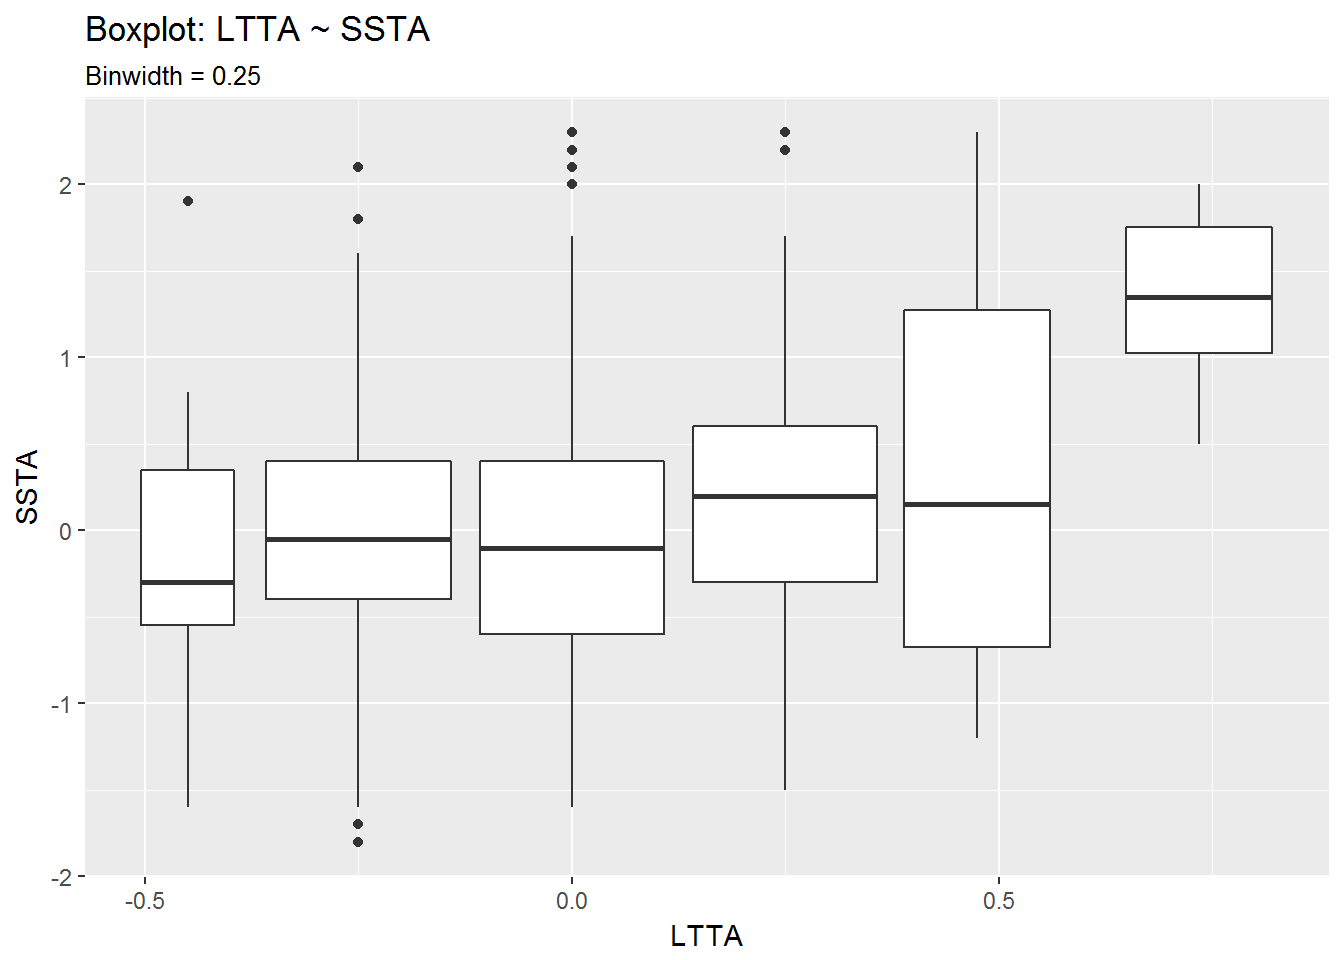 Boxplot: LTTA ~ SSTA
Binwidth = 0.25
2
1
0
-1
-2
SSTA
-0.5 0.0 0.5
LTTA